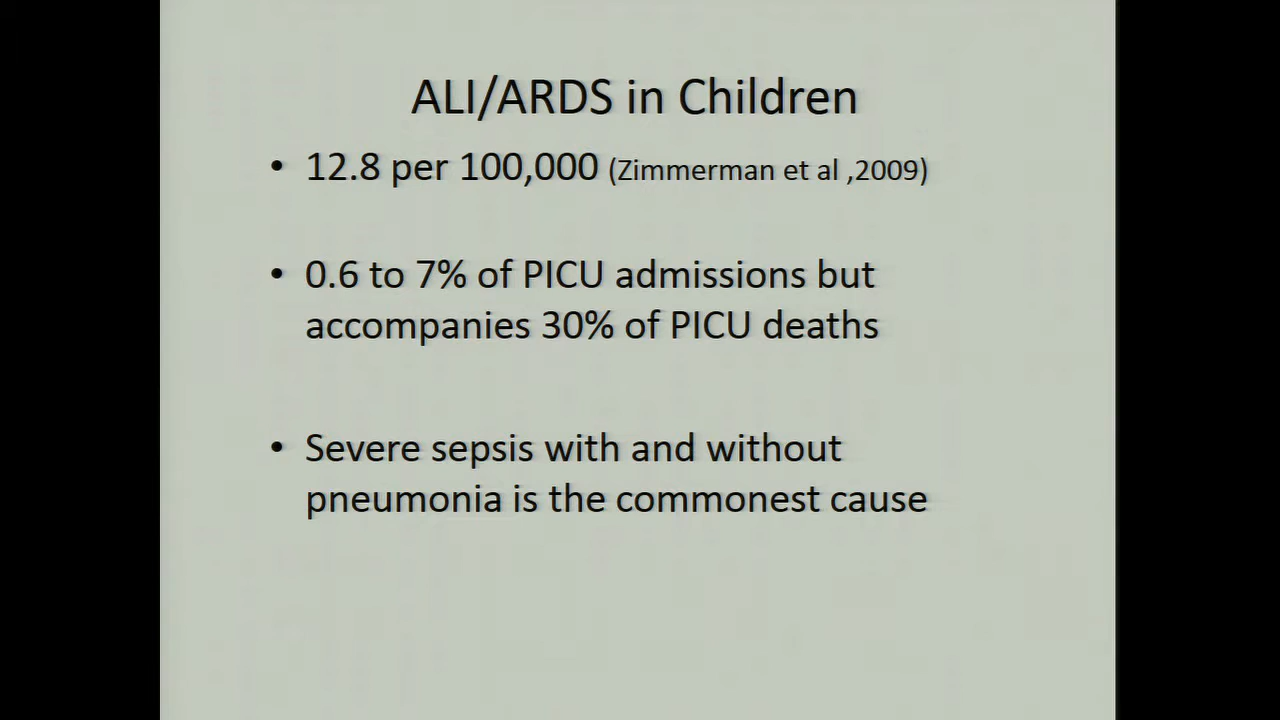 ALI/ARDS in Children
• 12.8 per 100,000 (Zimmerman et al ,2009)
• 0.6 to 7% of PICU admissions but
accompanies 30% of PICU deaths
• Severe sepsis with and without
pneumonia is the commonest cause